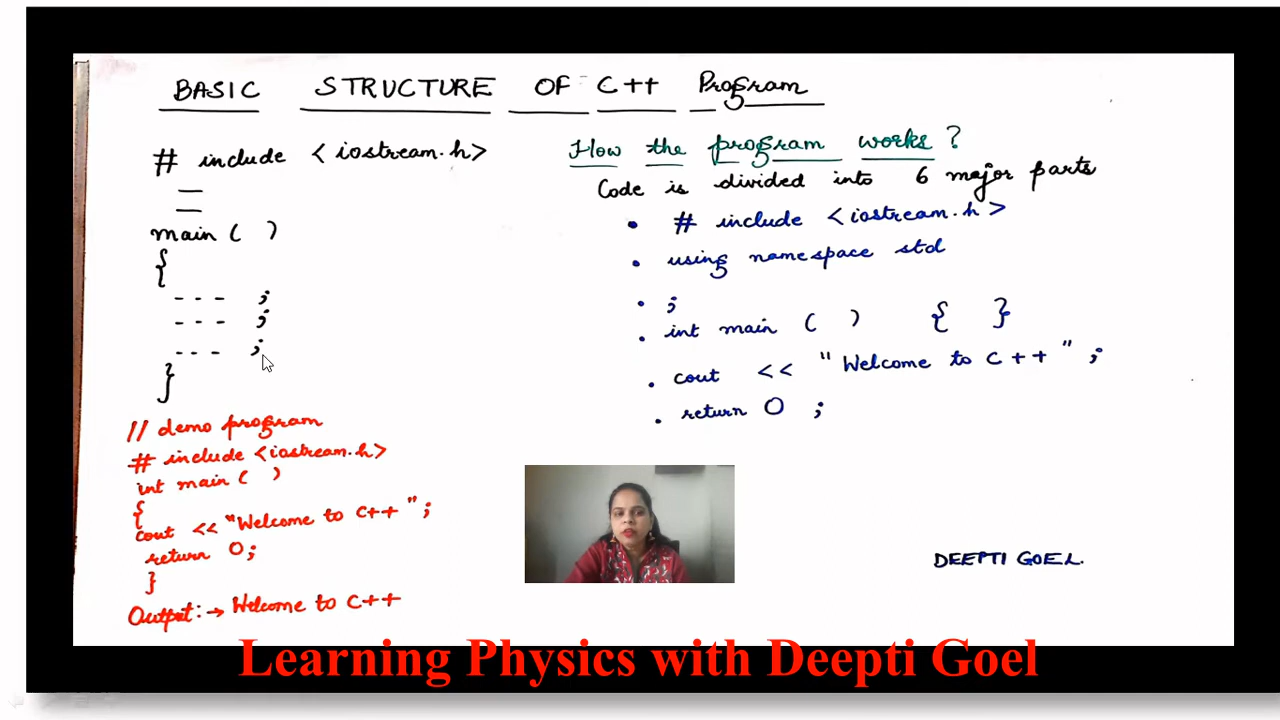 BASIC STRUCTURE OF C++ Program
# include < iostream.h>
main ( )
{
--- ;
--- ;
--- ;
}
// demo program
# include <iostream.h>
int main ( )
{
cout << "Welcome to C++ ";
return 0;
}
Output:→ Welcome to C++
How the program works ?
Code is divided into 6 major parts
• # include <iostream.h>
• using namespace std
• ;
• int main ( ) { }
• cout << "Welcome to C++ " ;
• return 0 ;
DEEPTI GOEL.
Learning Physics with Deepti Goel